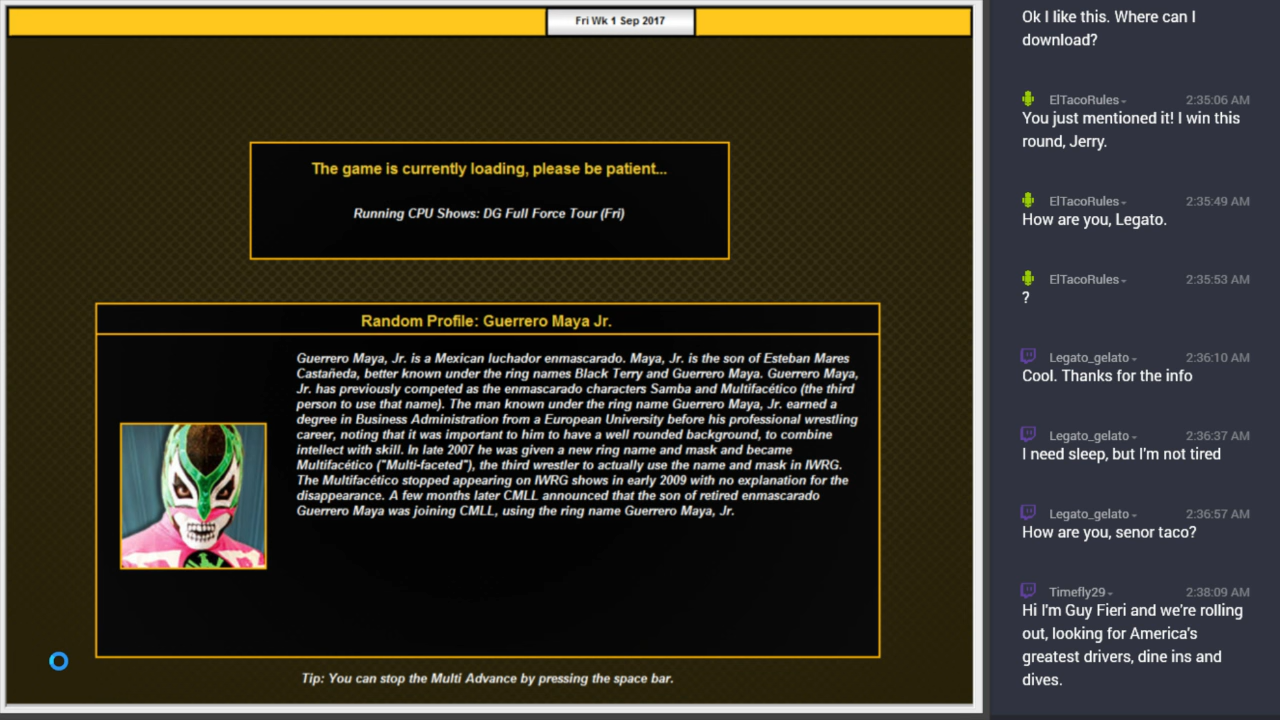 Fri Wk 1 Sep 2017
The game is currently loading, please be patient...
Running CPU Shows: DG Full Force Tour (Fri)
Random Profile: Guerrero Maya Jr.
Guerrero Maya, Jr. is a Mexican luchador enmascarado. Maya, Jr. is the son of Esteban Mares
Castañeda, better known under the ring names Black Terry and Guerrero Maya. Guerrero Maya,
Jr. has previously competed as the enmascarado characters Samba and Multifacético (the third
person to use that name). The man known under the ring name Guerrero Maya, Jr. earned a
degree in Business Administration from a European University before his professional wrestling
career, noting that it was important to him to have a well rounded background, to combine
intellect with skill. In late 2007 he was given a new ring name and mask and became
Multifacético ("Multi-faceted"), the third wrestler to actually use the name and mask in IWRG.
The Multifacético stopped appearing on IWRG shows in early 2009 with no explanation for the
disappearance. A few months later CMLL announced that the son of retired enmascarado
Guerrero Maya was joining CMLL, using the ring name Guerrero Maya, Jr.
Tip: You can stop the Multi Advance by pressing the space bar.
Ok I like this. Where can I
download?
ElTacoRules 2:35:06 AM
You just mentioned it! I win this
round, Jerry.
ElTacoRules 2:35:49 AM
How are you, Legato.
ElTacoRules 2:35:53 AM
?
Legato_gelato 2:36:10 AM
Cool. Thanks for the info
Legato_gelato 2:36:37 AM
I need sleep, but I'm not tired
Legato_gelato 2:36:57 AM
How are you, senor taco?
Timefly29 2:38:09 AM
Hi I'm Guy Fieri and we're rolling
out, looking for America's
greatest drivers, dine ins and
dives.